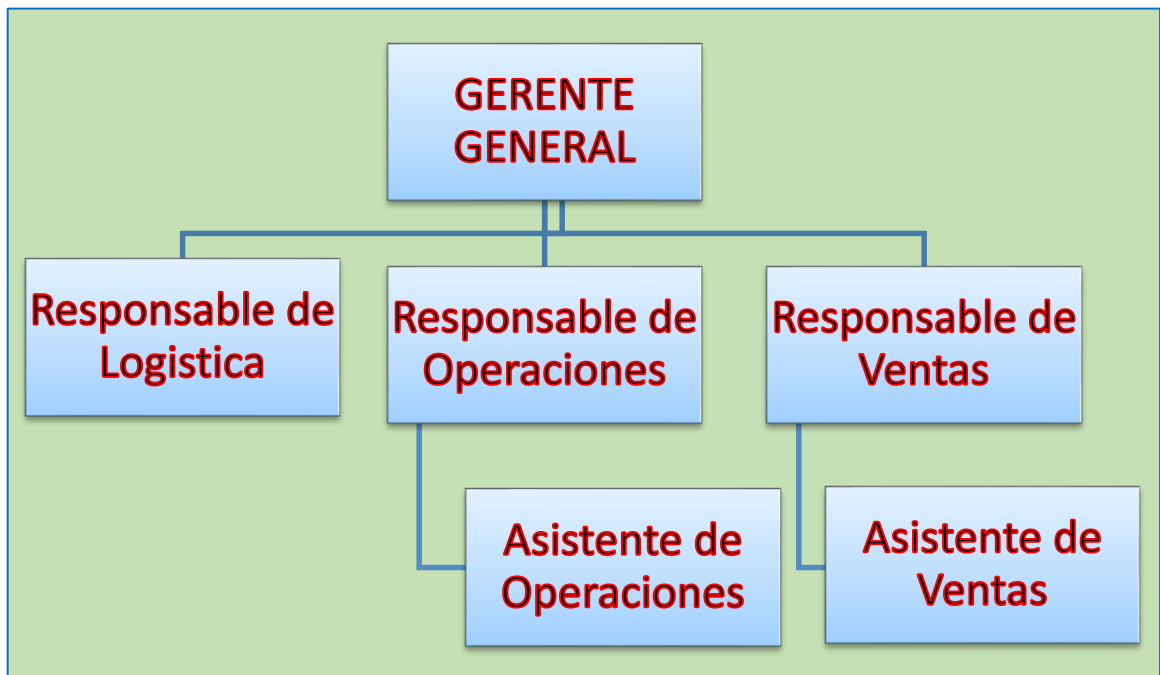 GERENTE
GENERAL
Responsable de
Logistica
Responsable de
Operaciones
Responsable de
Ventas
Asistente de
Operaciones
Asistente de
Ventas